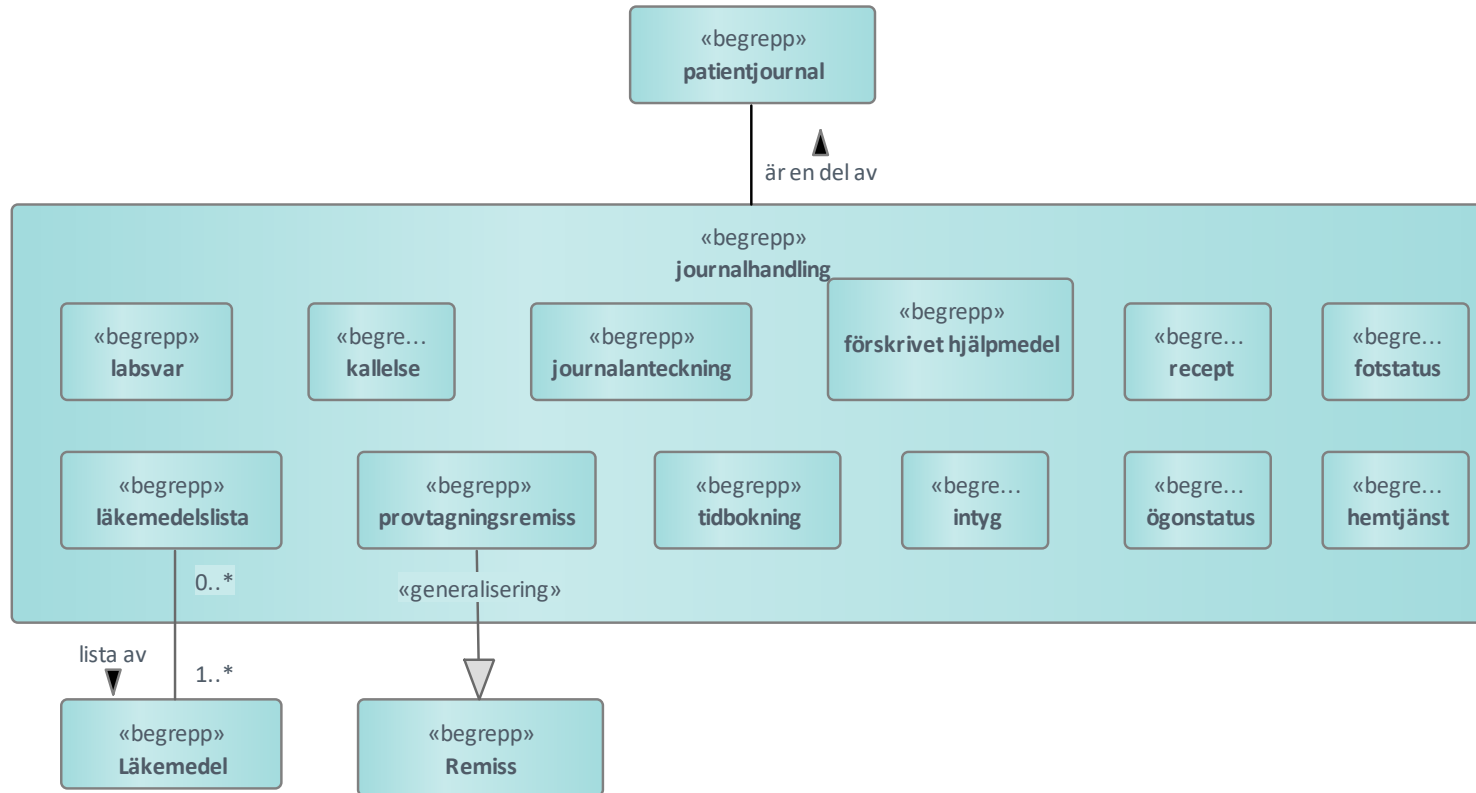 «begrepp»
patientjournal
är en del av
«begrepp»
journalhandling
«begrepp»
labsvar
«begre...
kallelse
«begrepp»
journalanteckning
«begrepp»
förskrivet hjälpmedel
«begre...
recept
«begre...
fotstatus
«begrepp»
läkemedelslista
«begrepp»
provtagningsremiss
«begrepp»
tidbokning
«begre...
intyg
«begre...
ögonstatus
«begre...
hemtjänst
0..*
«generalisering»
lista av
1..*
«begrepp»
Läkemedel
«begrepp»
Remiss